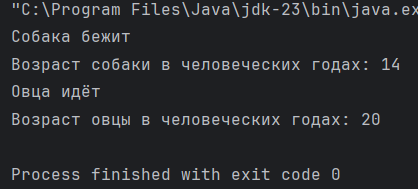 "C:\Program Files\Java\jdk-23\bin\java.ex
Собака бежит
Возраст собаки в человеческих годах: 14
Овца идёт
Возраст овцы в человеческих годах: 20
Process finished with exit code 0